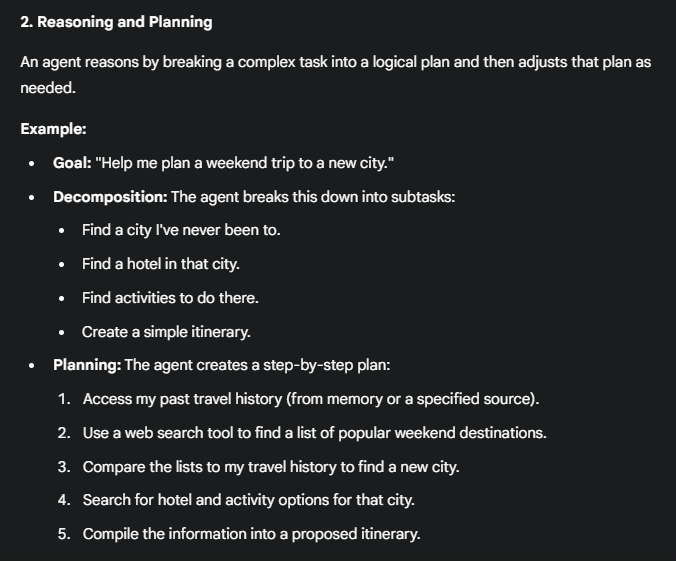 2. Reasoning and Planning
An agent reasons by breaking a complex task into a logical plan and then adjusts that plan as
needed.
Example:
• Goal: "Help me plan a weekend trip to a new city."
• Decomposition: The agent breaks this down into subtasks:
• Find a city I've never been to.
• Find a hotel in that city.
• Find activities to do there.
• Create a simple itinerary.
• Planning: The agent creates a step-by-step plan:
1. Access my past travel history (from memory or a specified source).
2. Use a web search tool to find a list of popular weekend destinations.
3. Compare the lists to my travel history to find a new city.
4. Search for hotel and activity options for that city.
5. Compile the information into a proposed itinerary.